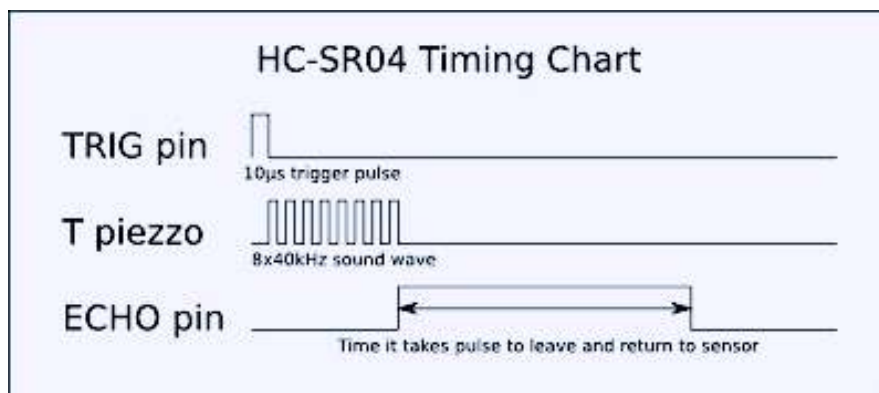 HC-SR04 Timing Chart
TRIG pin
10µs trigger pulse
T piezzo
8x40kHz sound wave
ECHO pin
Time it takes pulse to leave and return to sensor